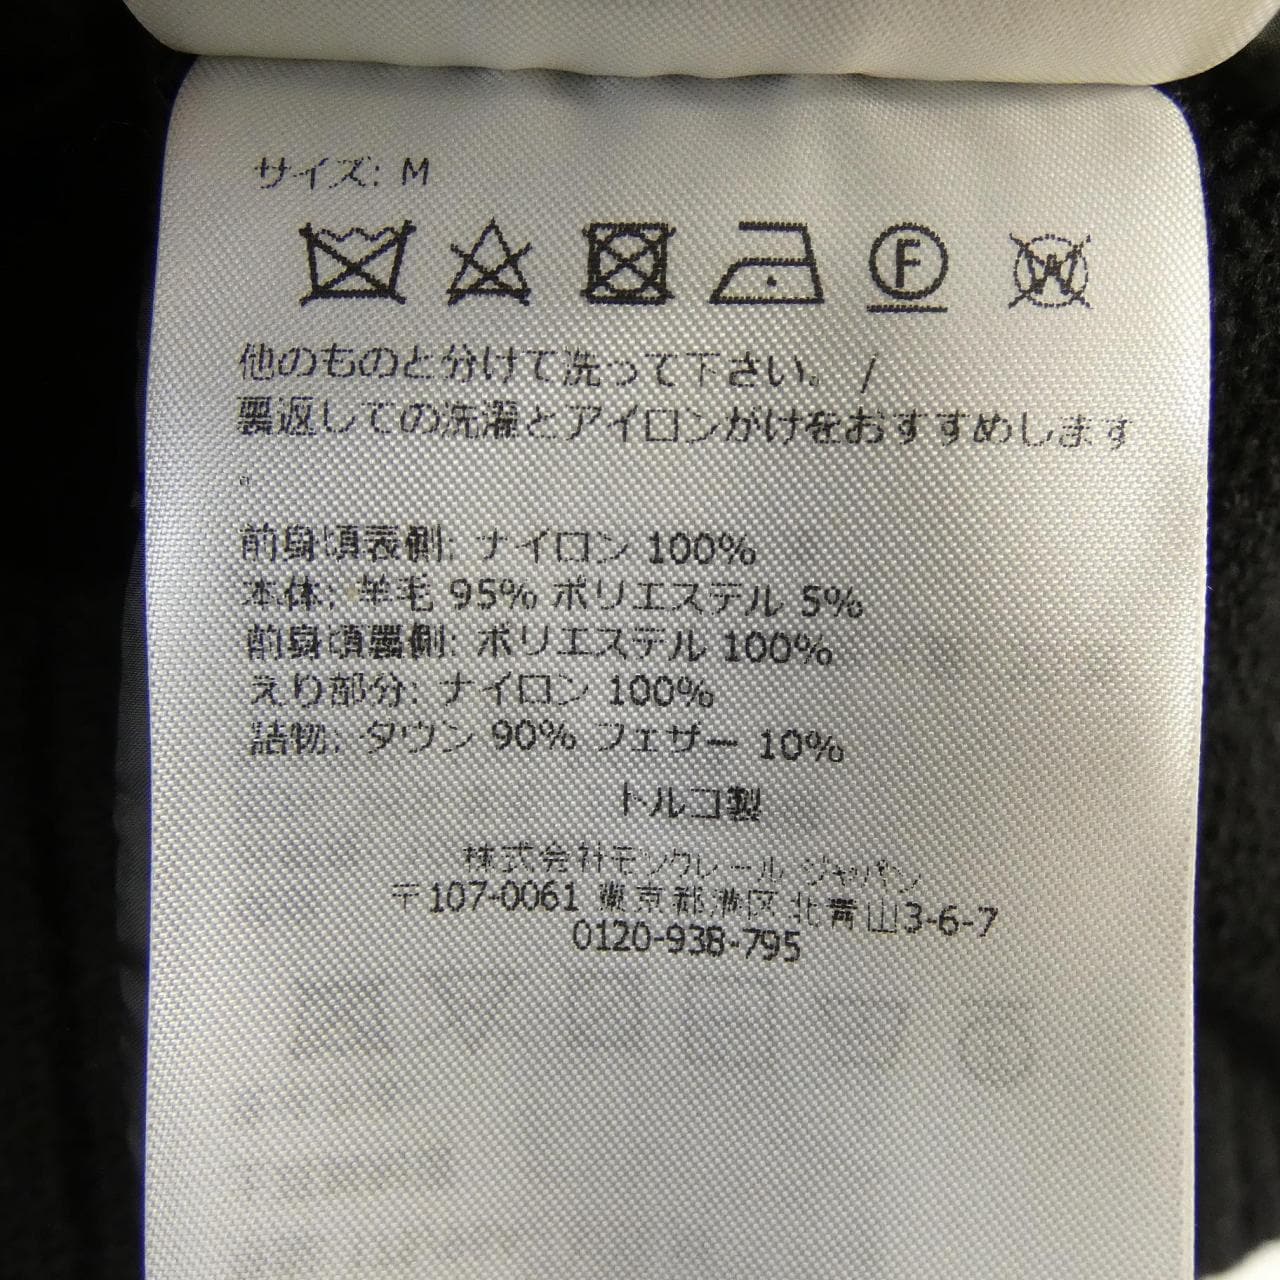 サイズ: M
F
W
他のものと分けて洗って下さい。 /
裏返しての洗濯とアイロンがけをおすすめします
。
前身頃表側: ナイロン 100%
本体: 羊毛 95% ポリエステル 5%
前身頃裏側: ポリエステル 100%
えり部分: ナイロン 100%
詰物: ダウン 90% フェザー 10%
トルコ製
株式会社モンクレール ジャパン
〒107-0061 東京都港区北青山3-6-7
0120-938-795